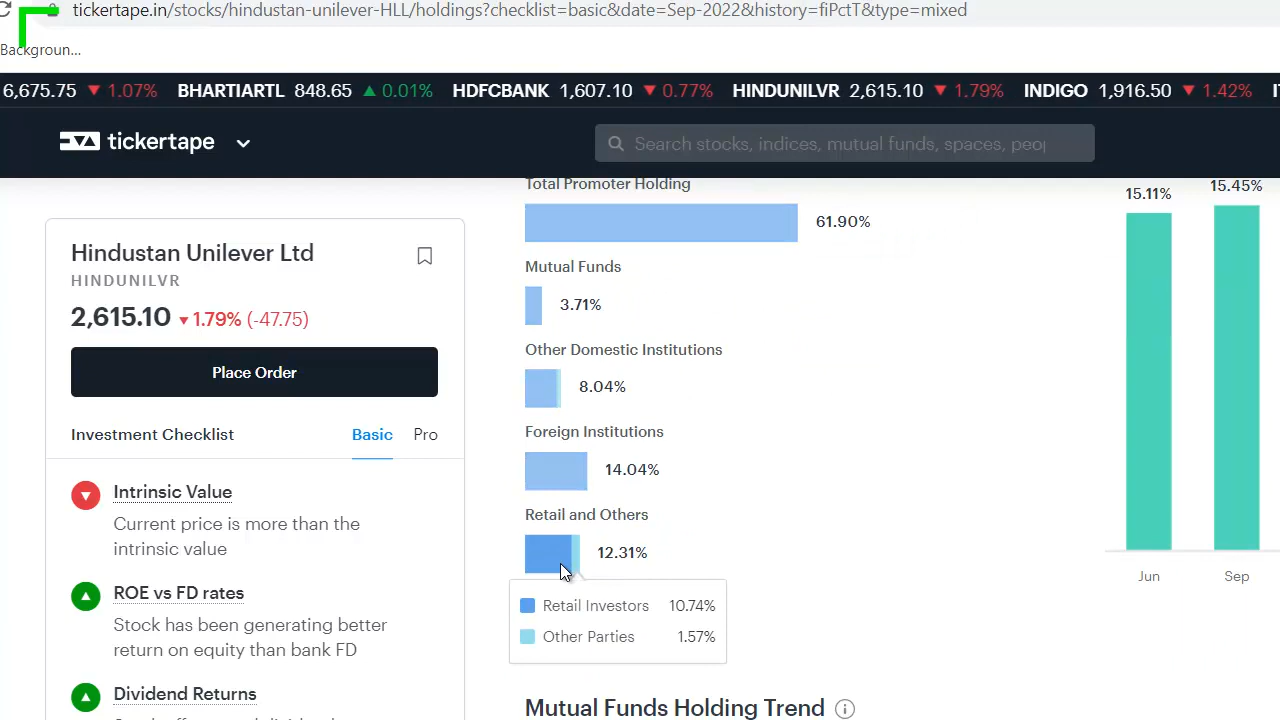 tickertape.in/stocks/hindustan-unilever-HLL/holdings?checklist=basic&date=Sep-2022&history=fiPctT&type=mixed
Backgroun...
6,675.75 ▼ 1.07% BHARTIARTL 848.65 ▲ 0.01% HDFCBANK 1,607.10 ▼ 0.77% HINDUNILVR 2,615.10 ▼ 1.79% INDIGO 1,916.50 ▼ 1.42%
tickertape
Search stocks, indices, mutual funds, spaces, peop
Hindustan Unilever Ltd
HINDUNILVR
2,615.10 ▼ 1.79% (-47.75)
Place Order
Investment Checklist Basic Pro
Intrinsic Value
Current price is more than the
intrinsic value
ROE vs FD rates
Stock has been generating better
return on equity than bank FD
Dividend Returns
Total Promoter Holding
61.90%
Mutual Funds
3.71%
Other Domestic Institutions
8.04%
Foreign Institutions
14.04%
Retail and Others
12.31%
Retail Investors 10.74%
Other Parties 1.57%
Mutual Funds Holding Trend
15.11% 15.45%
Jun Sep